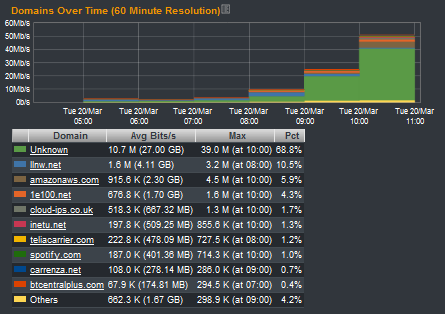 Domains Over Time (60 Minute Resolution)
60Mb/s
50Mb/s
40Mb/s
30Mb/s
20Mb/s
10Mb/s
0b/s
Tue 20/Mar 05:00
Tue 20/Mar 06:00
Tue 20/Mar 07:00
Tue 20/Mar 08:00
Tue 20/Mar 09:00
Tue 20/Mar 10:00
Tue 20/Mar 11:00
Domain Avg Bits/s Max Pct
Unknown 10.7 M (27.00 GB) 39.0 M (at 10:00) 68.8%
llnw.net 1.6 M (4.11 GB) 3.2 M (at 08:00) 10.5%
amazonaws.com 915.6 K (2.30 GB) 4.5 M (at 10:00) 5.9%
1e100.net 676.8 K (1.70 GB) 1.6 M (at 10:00) 4.3%
cloud-ips.co.uk 518.3 K (667.32 MB) 1.3 M (at 10:00) 1.7%
inetu.net 197.8 K (509.25 MB) 855.6 K (at 10:00) 1.3%
teliacarrier.com 222.8 K (478.09 MB) 727.5 K (at 08:00) 1.2%
spotify.com 187.0 K (401.36 MB) 714.3 K (at 10:00) 1.0%
carrenza.net 108.0 K (278.14 MB) 286.0 K (at 09:00) 0.7%
btcentralplus.com 67.9 K (174.81 MB) 294.5 K (at 07:00) 0.4%
Others 662.3 K (1.67 GB) 298.9 K (at 09:00) 4.2%